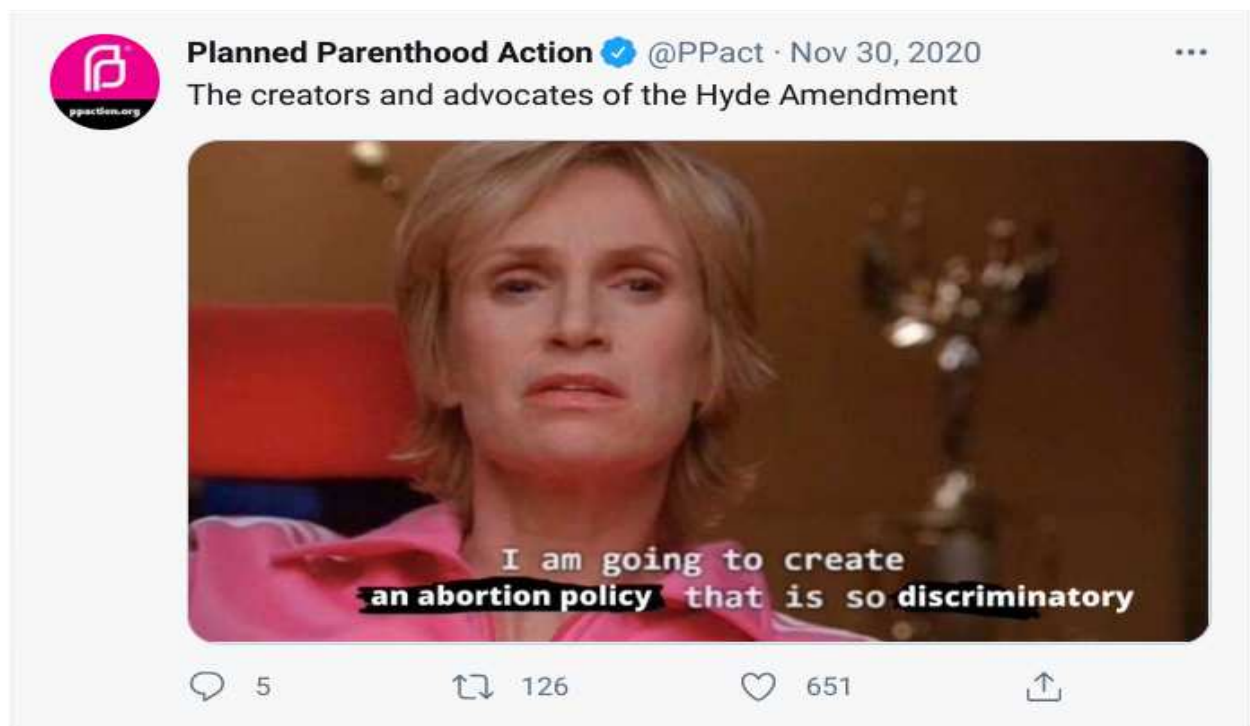 Planned Parenthood Action @PPact · Nov 30, 2020
The creators and advocates of the Hyde Amendment
ppaction.org
I am going to create
an abortion policy that is so discriminatory
5 126 651